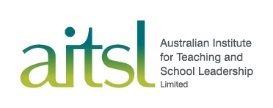 aitsl
Australian Institute
for Teaching and
School Leadership
Limited